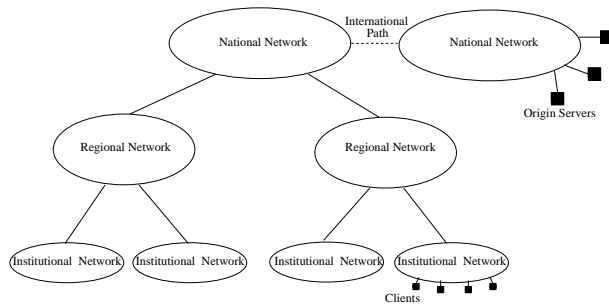 International
Path
National Network
National Network
Origin Servers
Regional Network
Regional Network
Institutional Network
Institutional Network
Institutional Network
Institutional Network
Clients